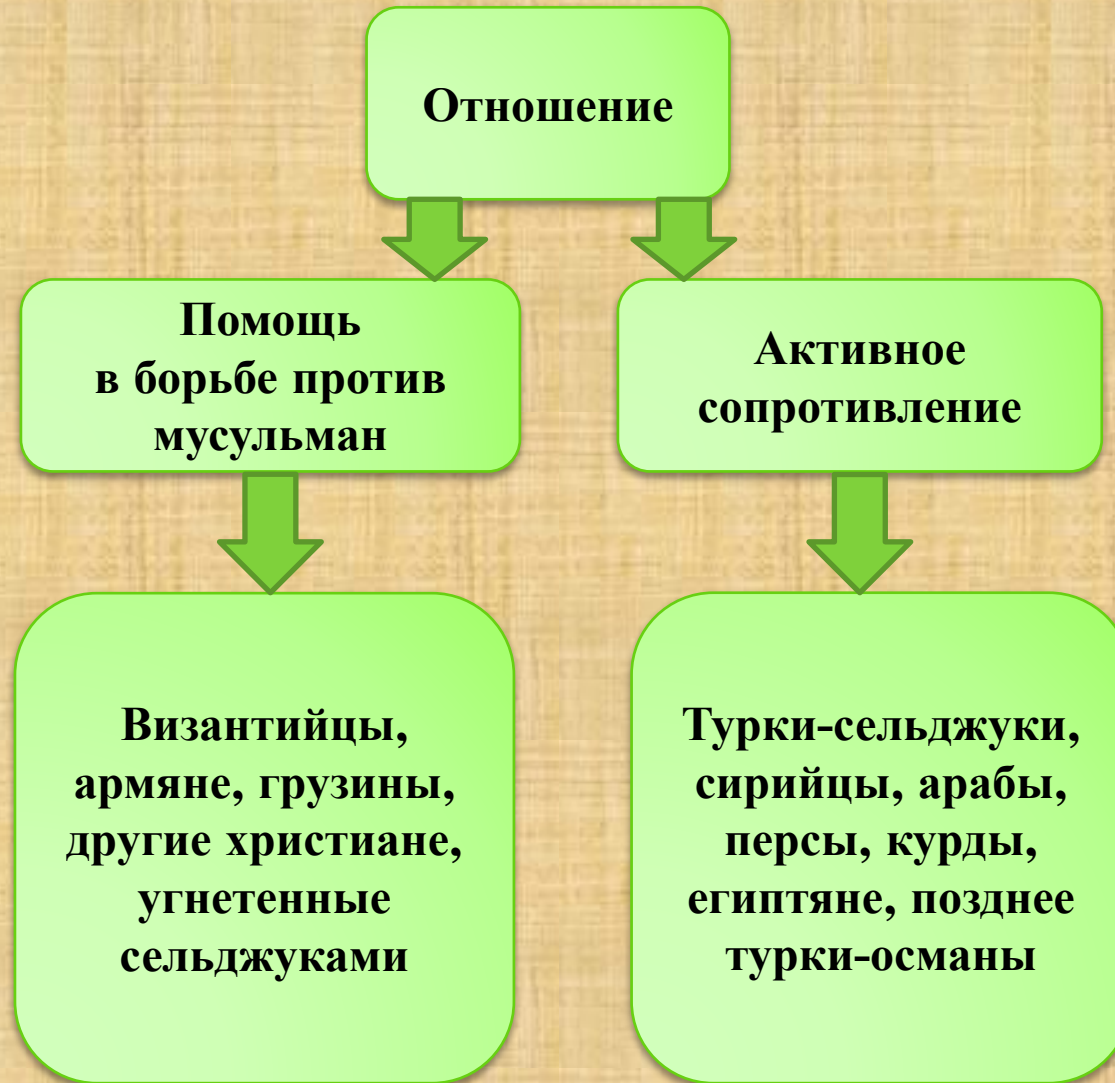 Отношение
Помощь
в борьбе против
мусульман
Активное
сопротивление
Византийцы,
армяне, грузины,
другие христиане,
угнетенные
сельджуками
Турки-сельджуки,
сирийцы, арабы,
персы, курды,
египтяне, позднее
турки-османы